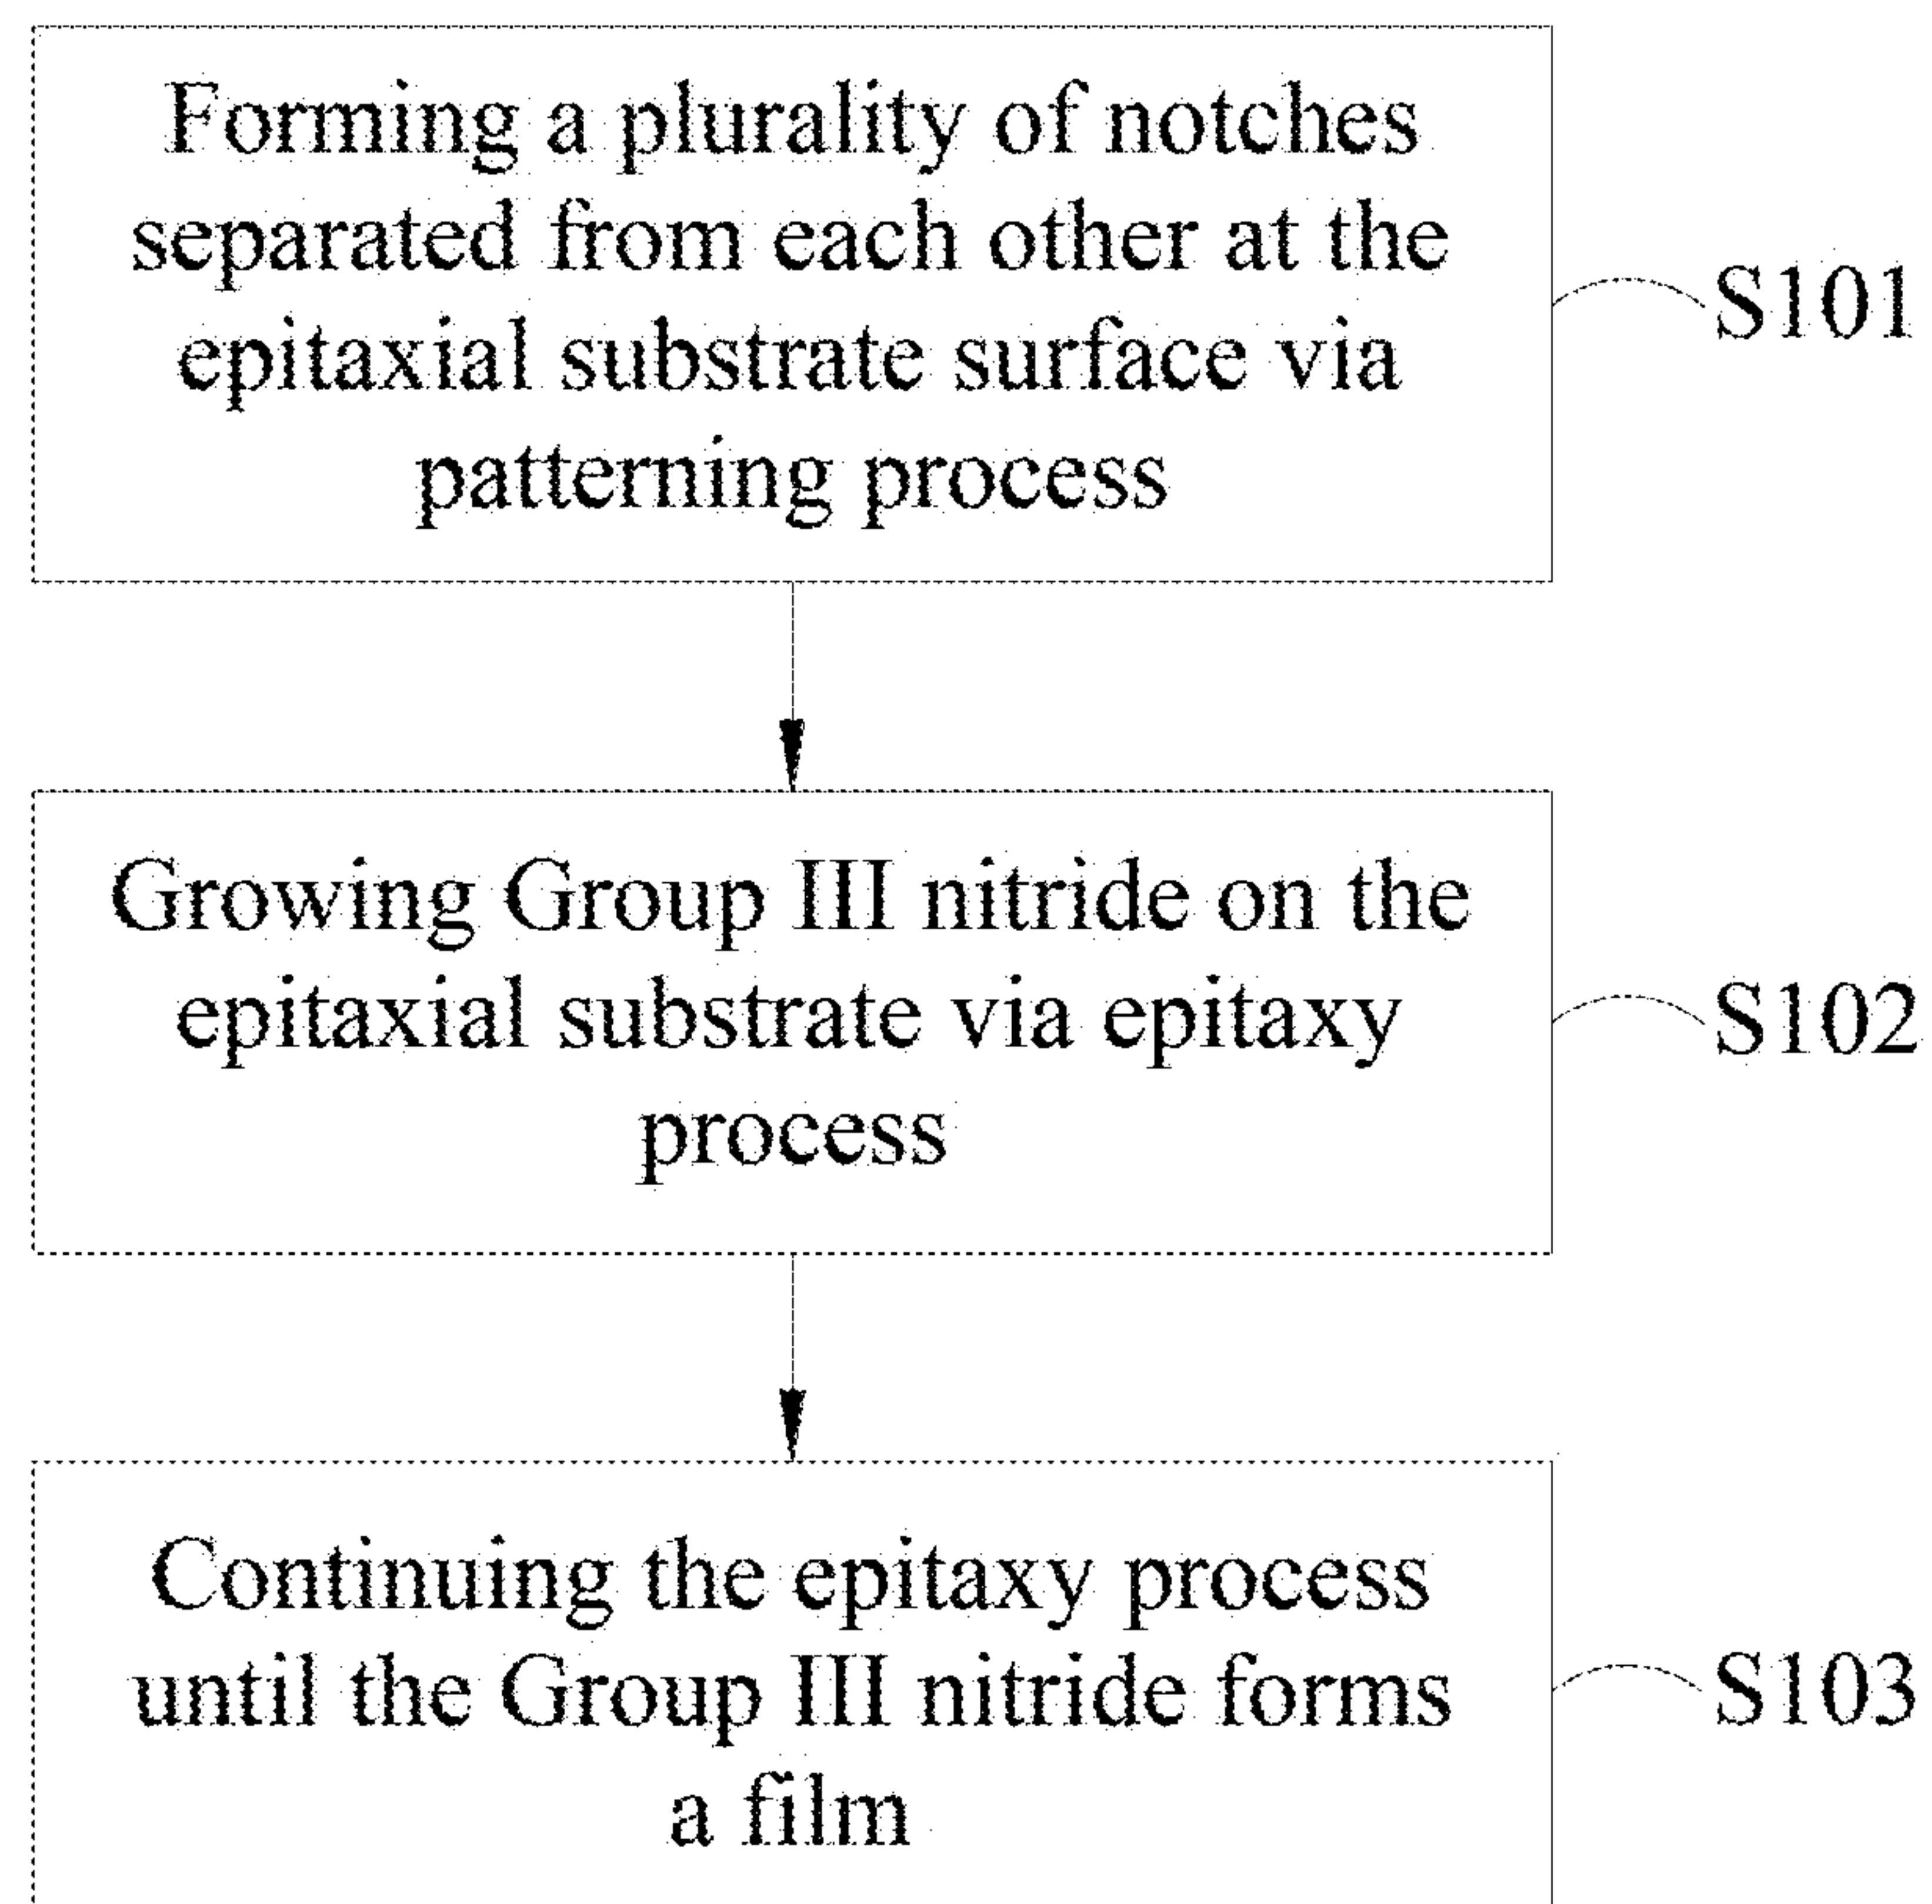 Forming a plurality of notches
separated from each other at the
epitaxial substrate surface via
patterning process
S101
Growing Group III nitride on the
epitaxial substrate via epitaxy
process
S102
Continuing the epitaxy process
until the Group III nitride forms
a film
S103